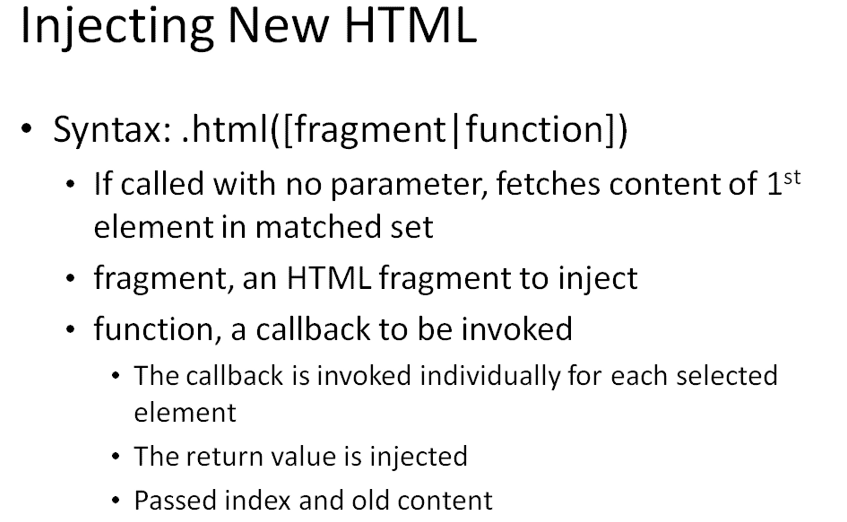 Injecting New HTML
• Syntax: .html([fragment|function])
• If called with no parameter, fetches content of 1st
element in matched set
• fragment, an HTML fragment to inject
• function, a callback to be invoked
• The callback is invoked individually for each selected
element
• The return value is injected
• Passed index and old content